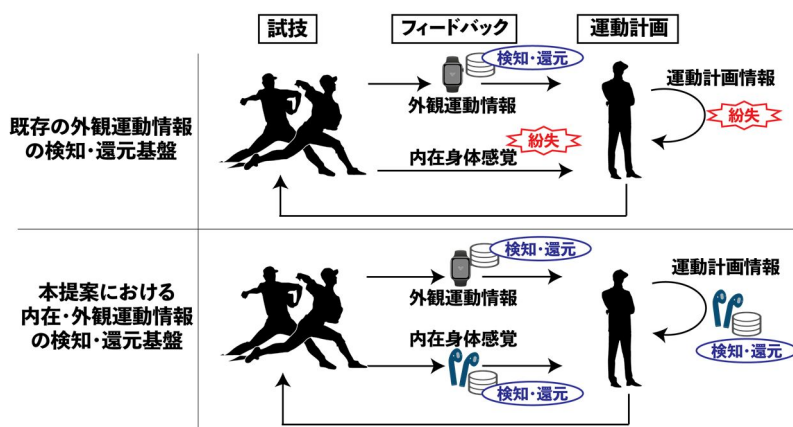 試技
フィードバック
運動計画
既存の外観運動情報
の検知・還元基盤
検知・還元
外観運動情報
内在身体感覚
紛失
運動計画情報
紛失
本提案における
内在・外観運動情報
の検知・還元基盤
検知・還元
外観運動情報
内在身体感覚
検知・還元
運動計画情報
検知・還元